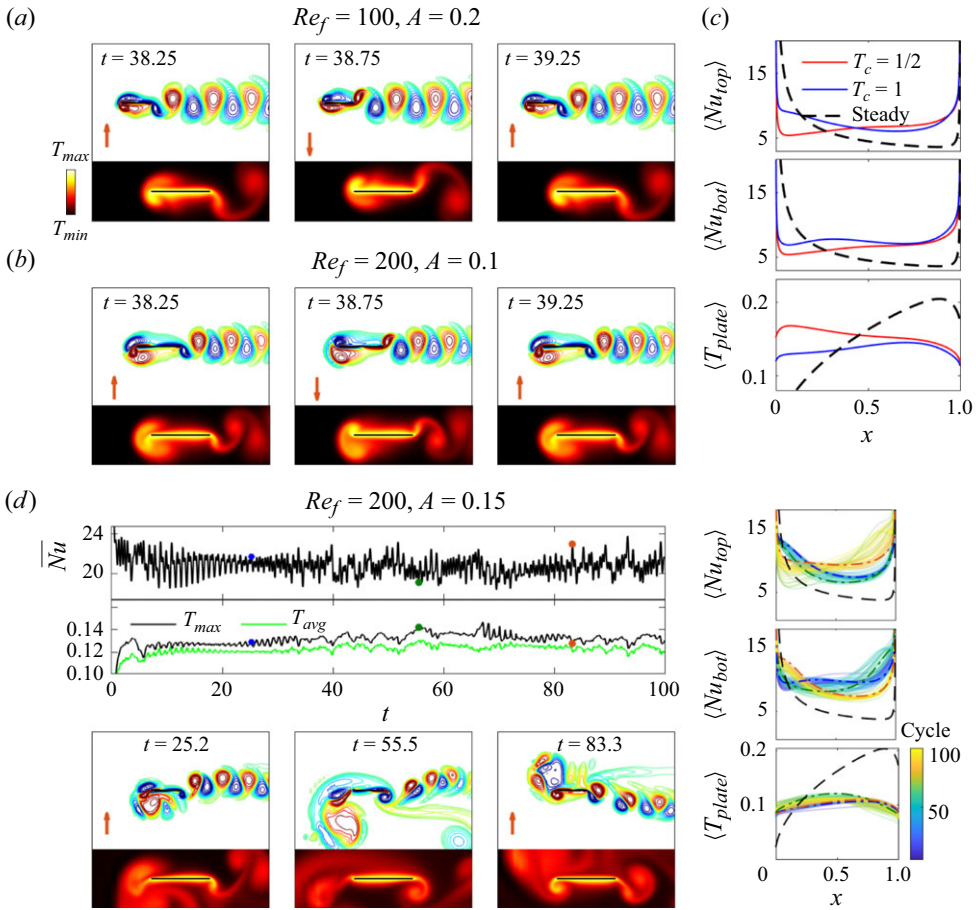 (a)
Re_f = 100, A = 0.2
t = 38.25
t = 38.75
t = 39.25
T_max
T_min
(b)
Re_f = 200, A = 0.1
t = 38.25
t = 38.75
t = 39.25
(c)
⟨Nu_top⟩
15
5
T_c = 1/2
T_c = 1
Steady
⟨Nu_bot⟩
15
5
⟨T_plate⟩
0.2
0.1
0
0.5
1.0
x
(d)
Re_f = 200, A = 0.15
Nu
24
20
T_max
T_avg
0.14
0.12
0.10
0
20
40
60
80
100
t
t = 25.2
t = 55.5
t = 83.3
⟨Nu_top⟩
15
5
⟨Nu_bot⟩
15
5
Cycle
100
50
⟨T_plate⟩
0.2
0.1
0
0
1.0
x